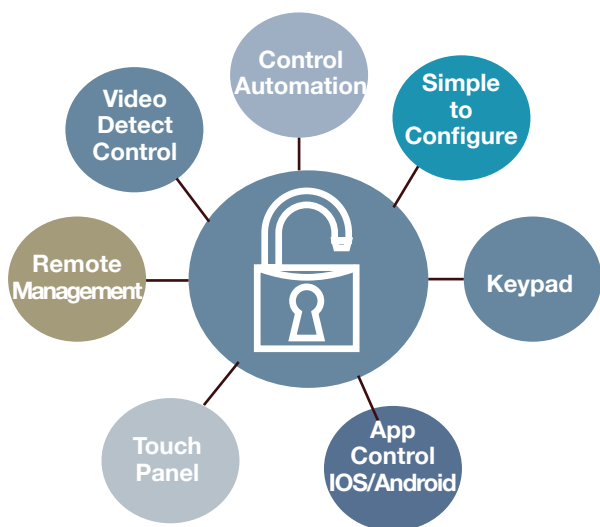 Control
Automation
Simple
to
Configure
Video
Detect
Control
Remote
Management
Keypad
Touch
Panel
App
Control
IOS/Android